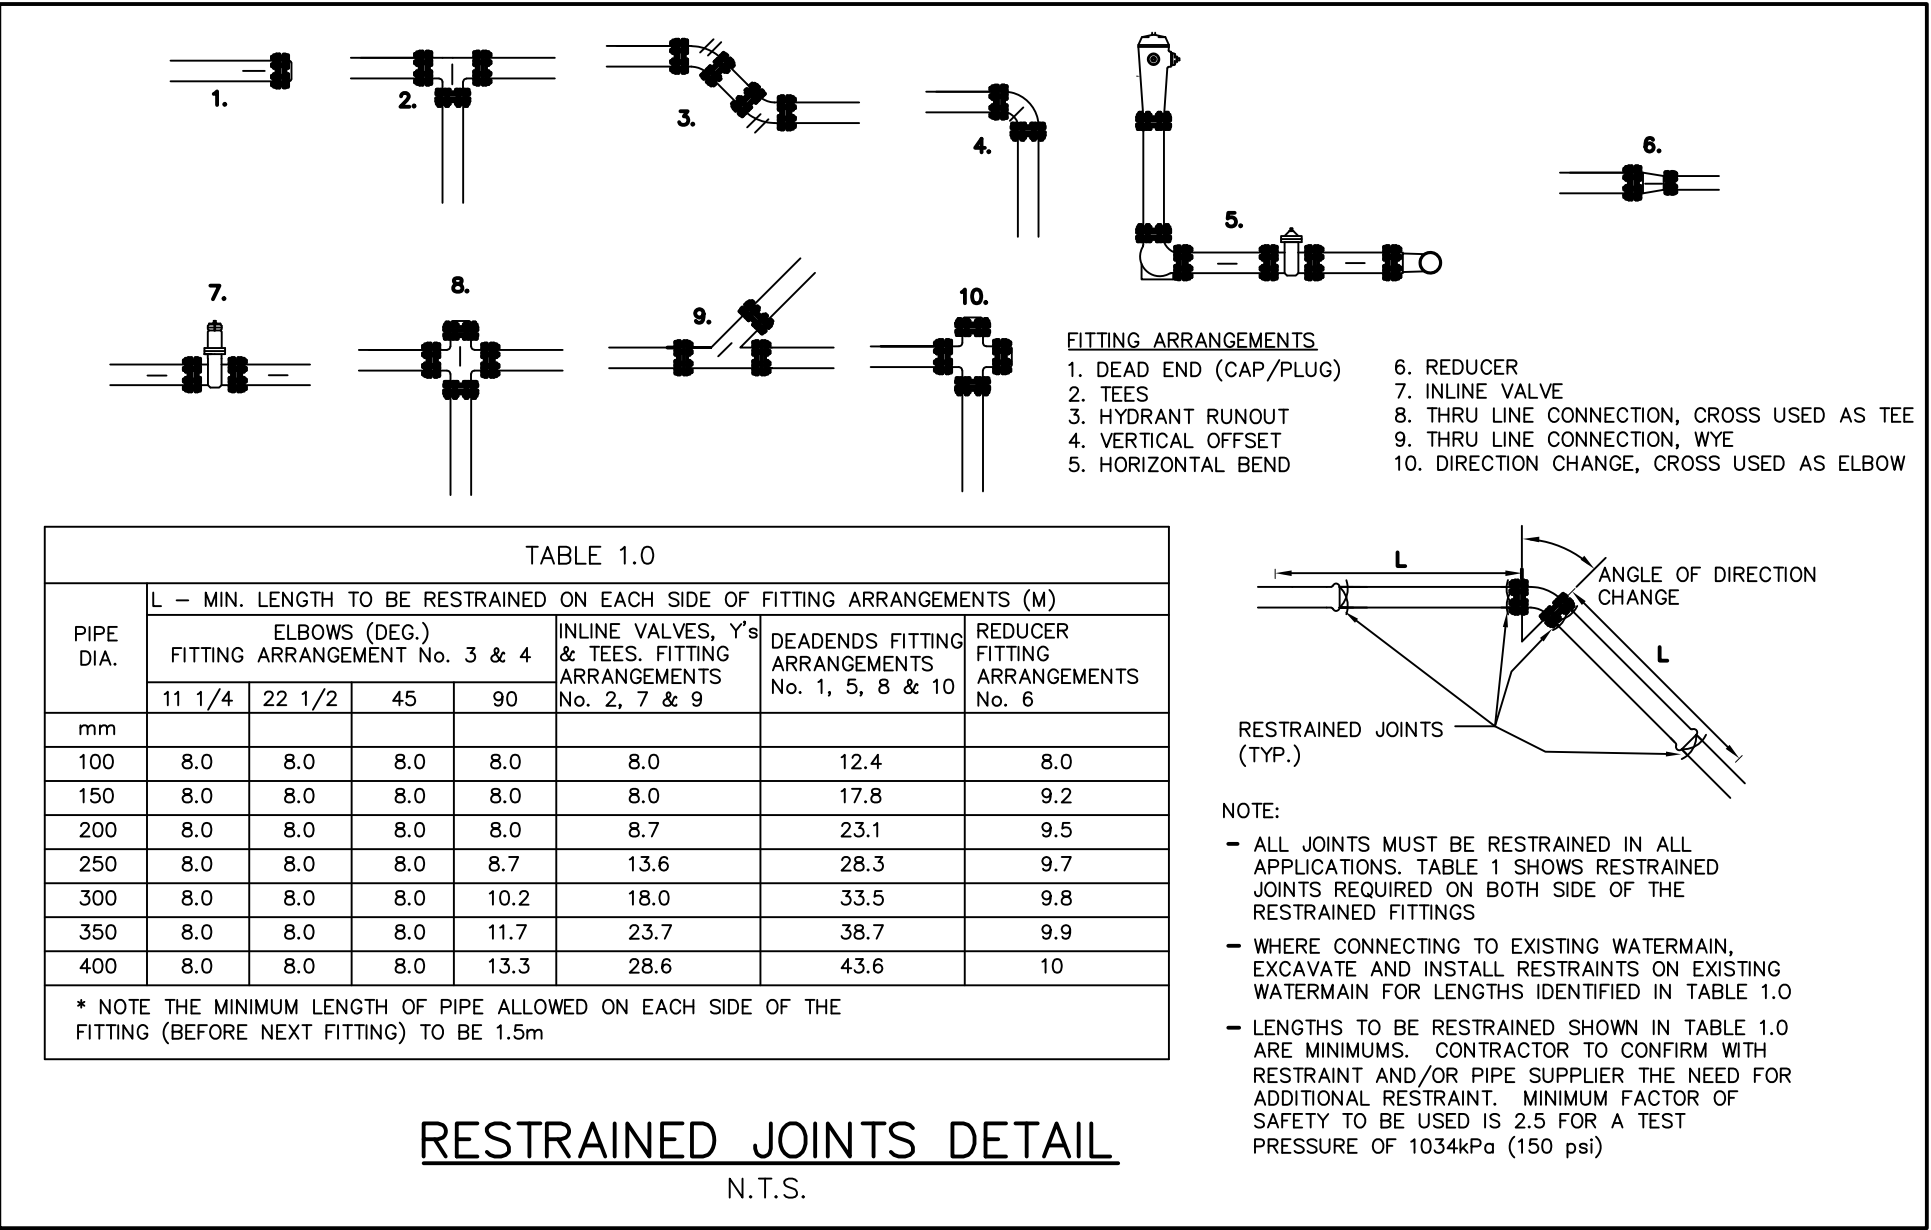 1.
2.
3.
4.
5.
6.
7.
8.
9.
10.
FITTING ARRANGEMENTS
1. DEAD END (CAP/PLUG)
2. TEES
3. HYDRANT RUNOUT
4. VERTICAL OFFSET
5. HORIZONTAL BEND
6. REDUCER
7. INLINE VALVE
8. THRU LINE CONNECTION, CROSS USED AS TEE
9. THRU LINE CONNECTION, WYE
10. DIRECTION CHANGE, CROSS USED AS ELBOW
TABLE 1.0
PIPE
DIA.
L – MIN. LENGTH TO BE RESTRAINED ON EACH SIDE OF FITTING ARRANGEMENTS (M)
ELBOWS (DEG.)
FITTING ARRANGEMENT No. 3 & 4
INLINE VALVES, Y's
& TEES. FITTING
ARRANGEMENTS
No. 2, 7 & 9
DEADENDS FITTING
ARRANGEMENTS
No. 1, 5, 8 & 10
REDUCER
FITTING
ARRANGEMENTS
No. 6
11 1/4 22 1/2 45 90
mm
100 8.0 8.0 8.0 8.0 8.0 12.4 8.0
150 8.0 8.0 8.0 8.0 8.0 17.8 9.2
200 8.0 8.0 8.0 8.0 8.7 23.1 9.5
250 8.0 8.0 8.0 8.7 13.6 28.3 9.7
300 8.0 8.0 8.0 10.2 18.0 33.5 9.8
350 8.0 8.0 8.0 11.7 23.7 38.7 9.9
400 8.0 8.0 8.0 13.3 28.6 43.6 10
* NOTE THE MINIMUM LENGTH OF PIPE ALLOWED ON EACH SIDE OF THE
FITTING (BEFORE NEXT FITTING) TO BE 1.5m
L
ANGLE OF DIRECTION
CHANGE
L
RESTRAINED JOINTS
(TYP.)
NOTE:
– ALL JOINTS MUST BE RESTRAINED IN ALL
APPLICATIONS. TABLE 1 SHOWS RESTRAINED
JOINTS REQUIRED ON BOTH SIDE OF THE
RESTRAINED FITTINGS
– WHERE CONNECTING TO EXISTING WATERMAIN,
EXCAVATE AND INSTALL RESTRAINTS ON EXISTING
WATERMAIN FOR LENGTHS IDENTIFIED IN TABLE 1.0
– LENGTHS TO BE RESTRAINED SHOWN IN TABLE 1.0
ARE MINIMUMS. CONTRACTOR TO CONFIRM WITH
RESTRAINT AND/OR PIPE SUPPLIER THE NEED FOR
ADDITIONAL RESTRAINT. MINIMUM FACTOR OF
SAFETY TO BE USED IS 2.5 FOR A TEST
PRESSURE OF 1034kPa (150 psi)
RESTRAINED JOINTS DETAIL
N.T.S.